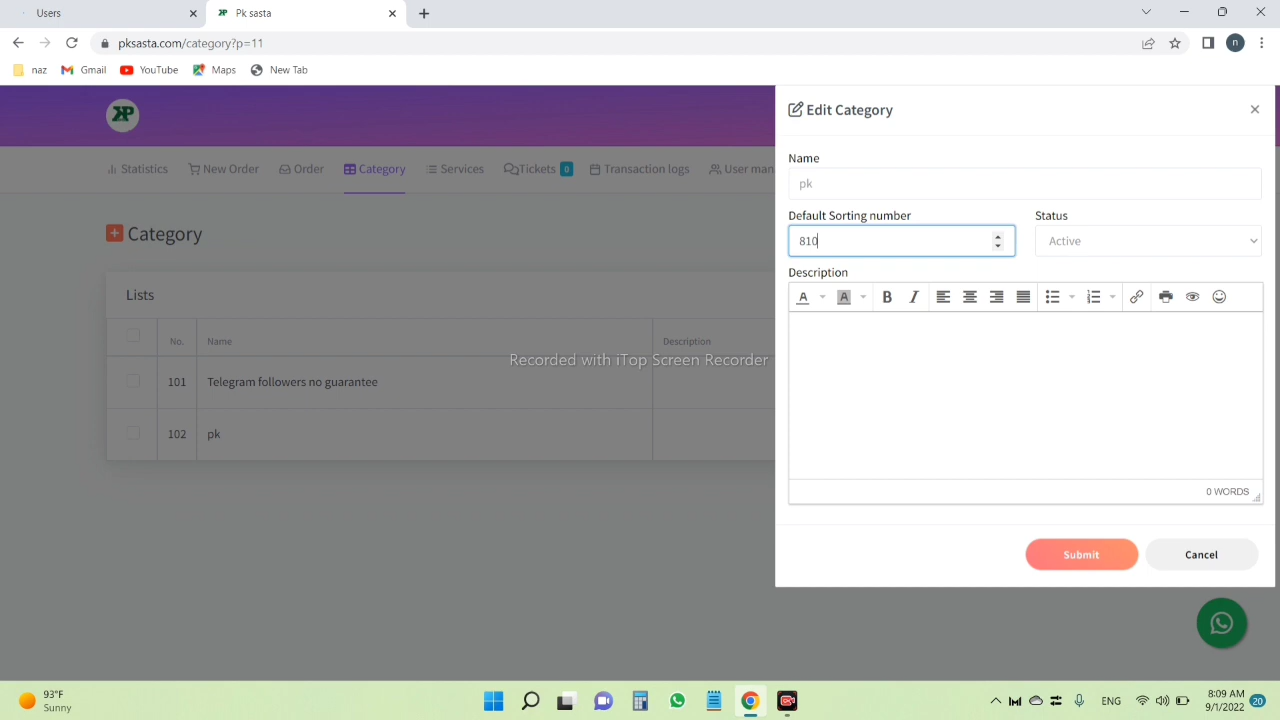 Users
Pk sasta
pksasta.com/category?p=11
n
naz
Gmail
YouTube
Maps
New Tab
KP
Statistics
New Order
Order
Category
Services
Tickets 0
Transaction logs
User man
Category
Lists
No. Name Description
101 Telegram followers no guarantee
102 pk
Edit Category
Name
pk
Default Sorting number Status
810 Active
Description
A A B I
0 WORDS
Submit Cancel
Recorded with iTop Screen Recorder
93°F
Sunny
ENG
8:09 AM
9/1/2022
20